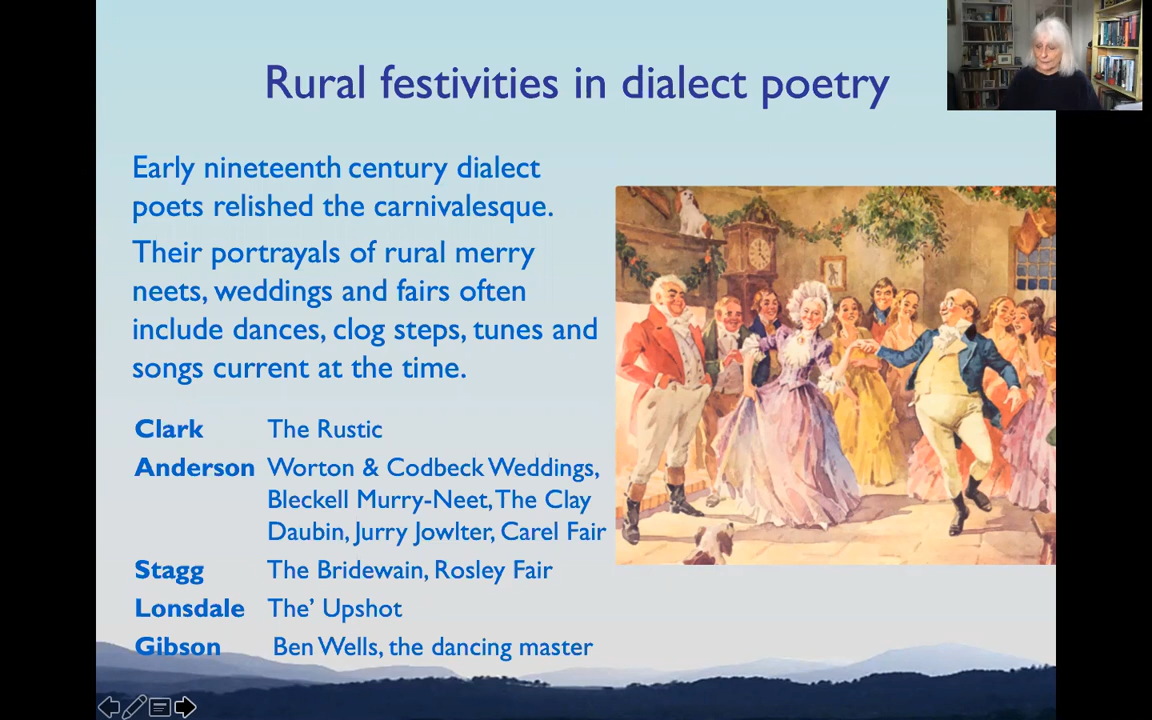 Rural festivities in dialect poetry
Early nineteenth century dialect
poets relished the carnivalesque.
Their portrayals of rural merry
neets, weddings and fairs often
include dances, clog steps, tunes and
songs current at the time.
Clark The Rustic
Anderson Worton & Codbeck Weddings,
Bleckell Murry-Neet, The Clay
Daubin, Jurry Jowlter, Carel Fair
Stagg The Bridewain, Rosley Fair
Lonsdale The’ Upshot
Gibson Ben Wells, the dancing master